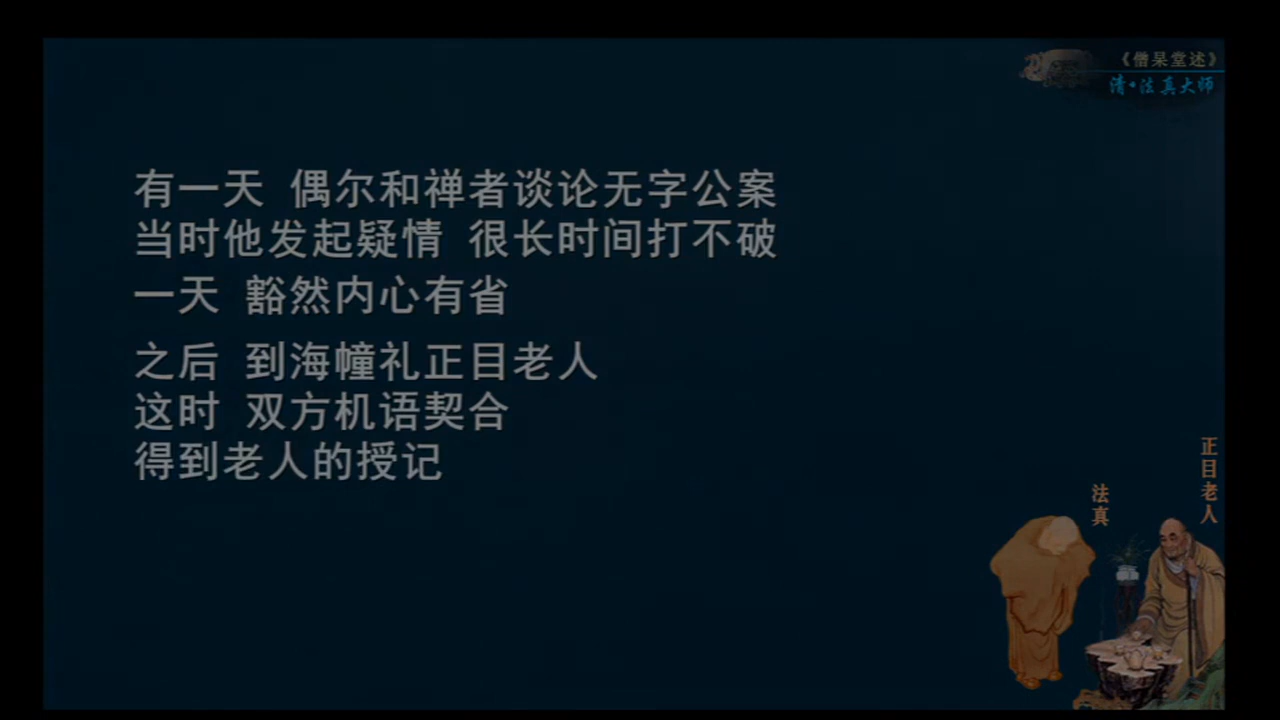 《僧杲堂述》
清·法真大师
有一天 偶尔和禅者谈论无字公案
当时他发起疑情 很长时间打不破
一天 豁然内心有省
之后 到海幢礼正目老人
这时 双方机语契合
得到老人的授记
正目老人
法真